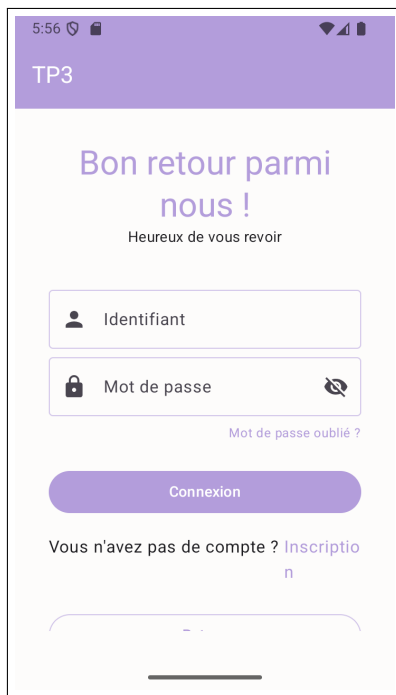 5:56
TP3
Bon retour parmi
nous !
Heureux de vous revoir
Identifiant
Mot de passe
Mot de passe oublié ?
Connexion
Vous n'avez pas de compte ? Inscriptio
n